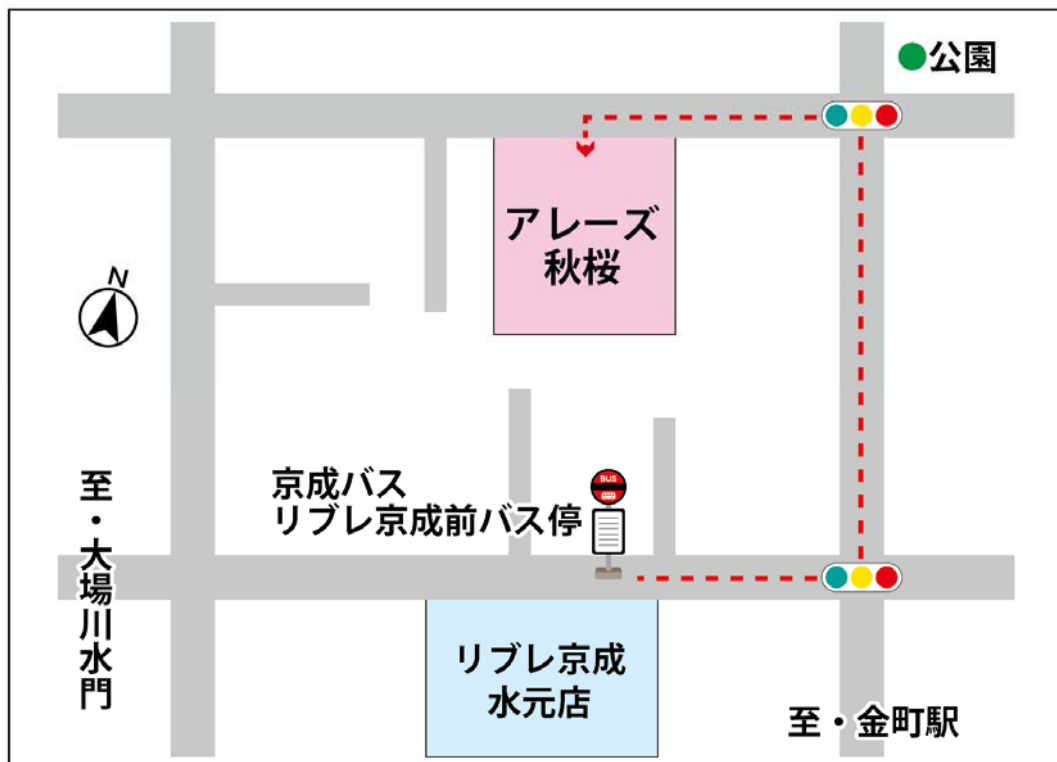 公園
アレーズ
秋桜
N
京成バス
リブレ京成前バス停
BUS
至・大場川水門
リブレ京成
水元店
至・金町駅